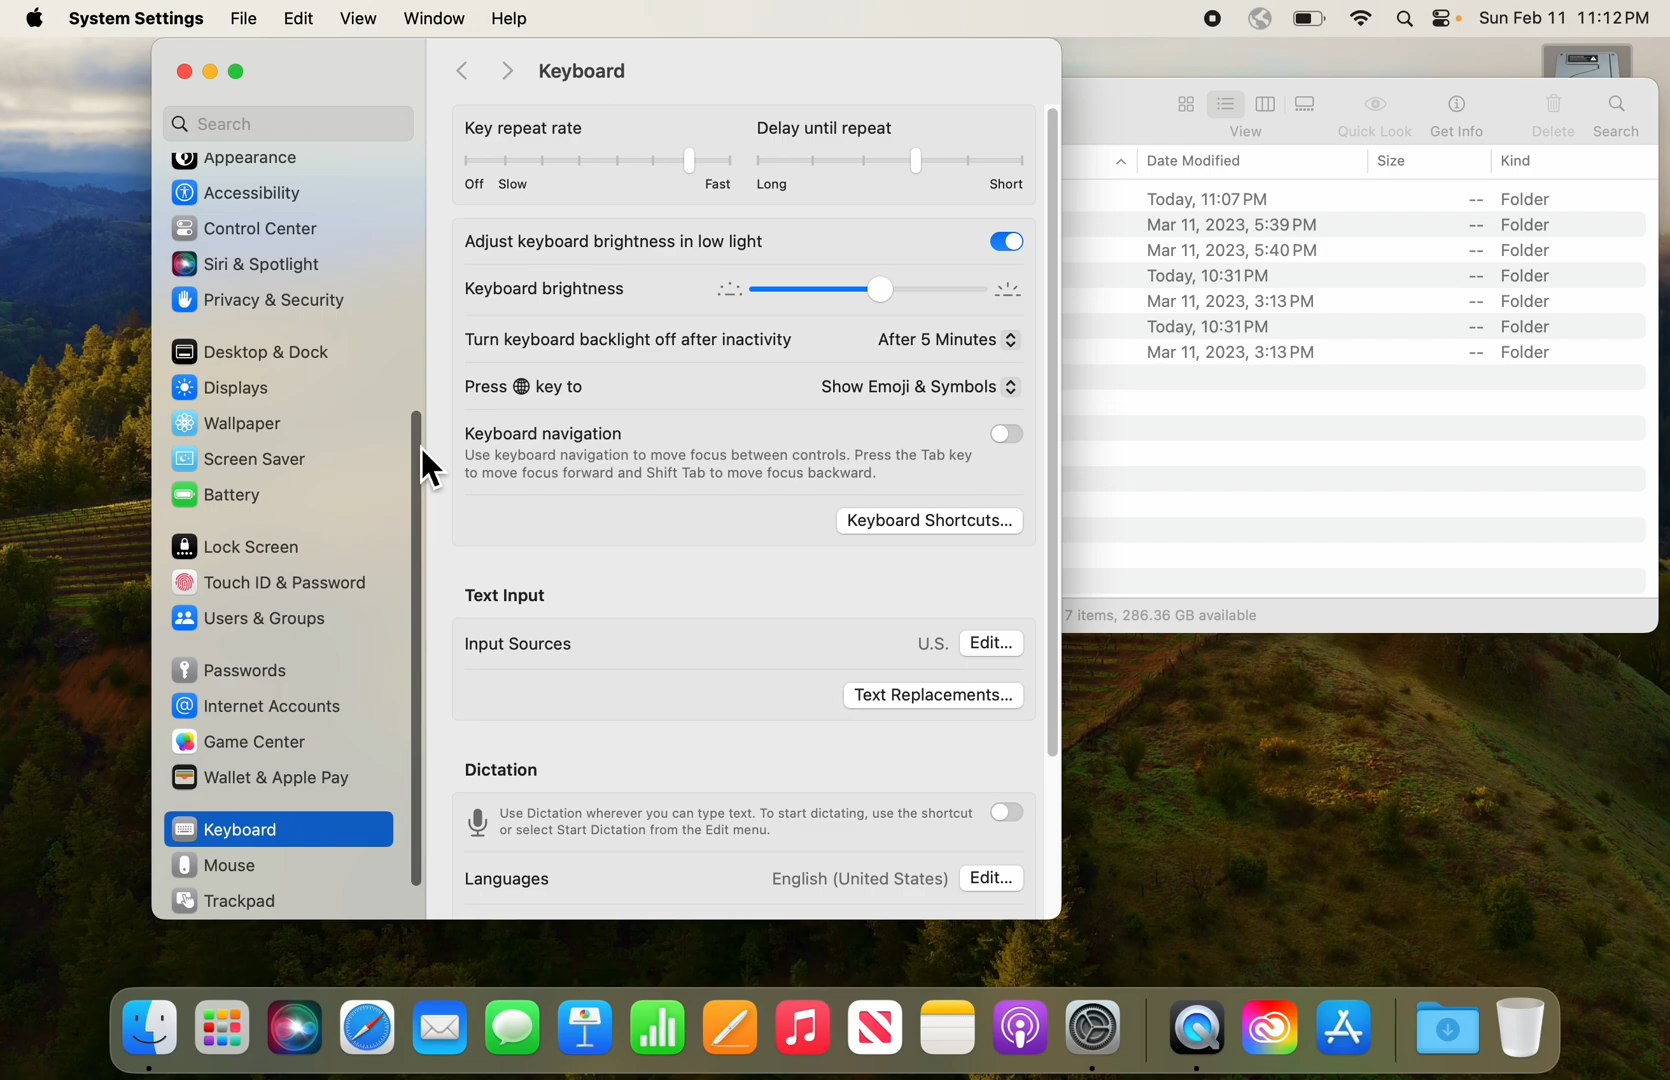 System Settings File Edit View Window Help Sun Feb 11 11:12 PM
Search
Appearance
Accessibility
Control Center
Siri & Spotlight
Privacy & Security
Desktop & Dock
Displays
Wallpaper
Screen Saver
Battery
Lock Screen
Touch ID & Password
Users & Groups
Passwords
Internet Accounts
Game Center
Wallet & Apple Pay
Keyboard
Mouse
Trackpad
Keyboard
Key repeat rate Delay until repeat
Off Slow Fast Long Short
Adjust keyboard brightness in low light
Keyboard brightness
Turn keyboard backlight off after inactivity After 5 Minutes
Press key to Show Emoji & Symbols
Keyboard navigation
Use keyboard navigation to move focus between controls. Press the Tab key
to move focus forward and Shift Tab to move focus backward.
Keyboard Shortcuts...
Text Input
Input Sources U.S. Edit...
Text Replacements...
Dictation
Use Dictation wherever you can type text. To start dictating, use the shortcut
or select Start Dictation from the Edit menu.
Languages English (United States) Edit...
View Quick Look Get Info Delete Search
Date Modified Size Kind
Today, 11:07 PM -- Folder
Mar 11, 2023, 5:39 PM -- Folder
Mar 11, 2023, 5:40 PM -- Folder
Today, 10:31 PM -- Folder
Mar 11, 2023, 3:13 PM -- Folder
Today, 10:31 PM -- Folder
Mar 11, 2023, 3:13 PM -- Folder
7 items, 286.36 GB available